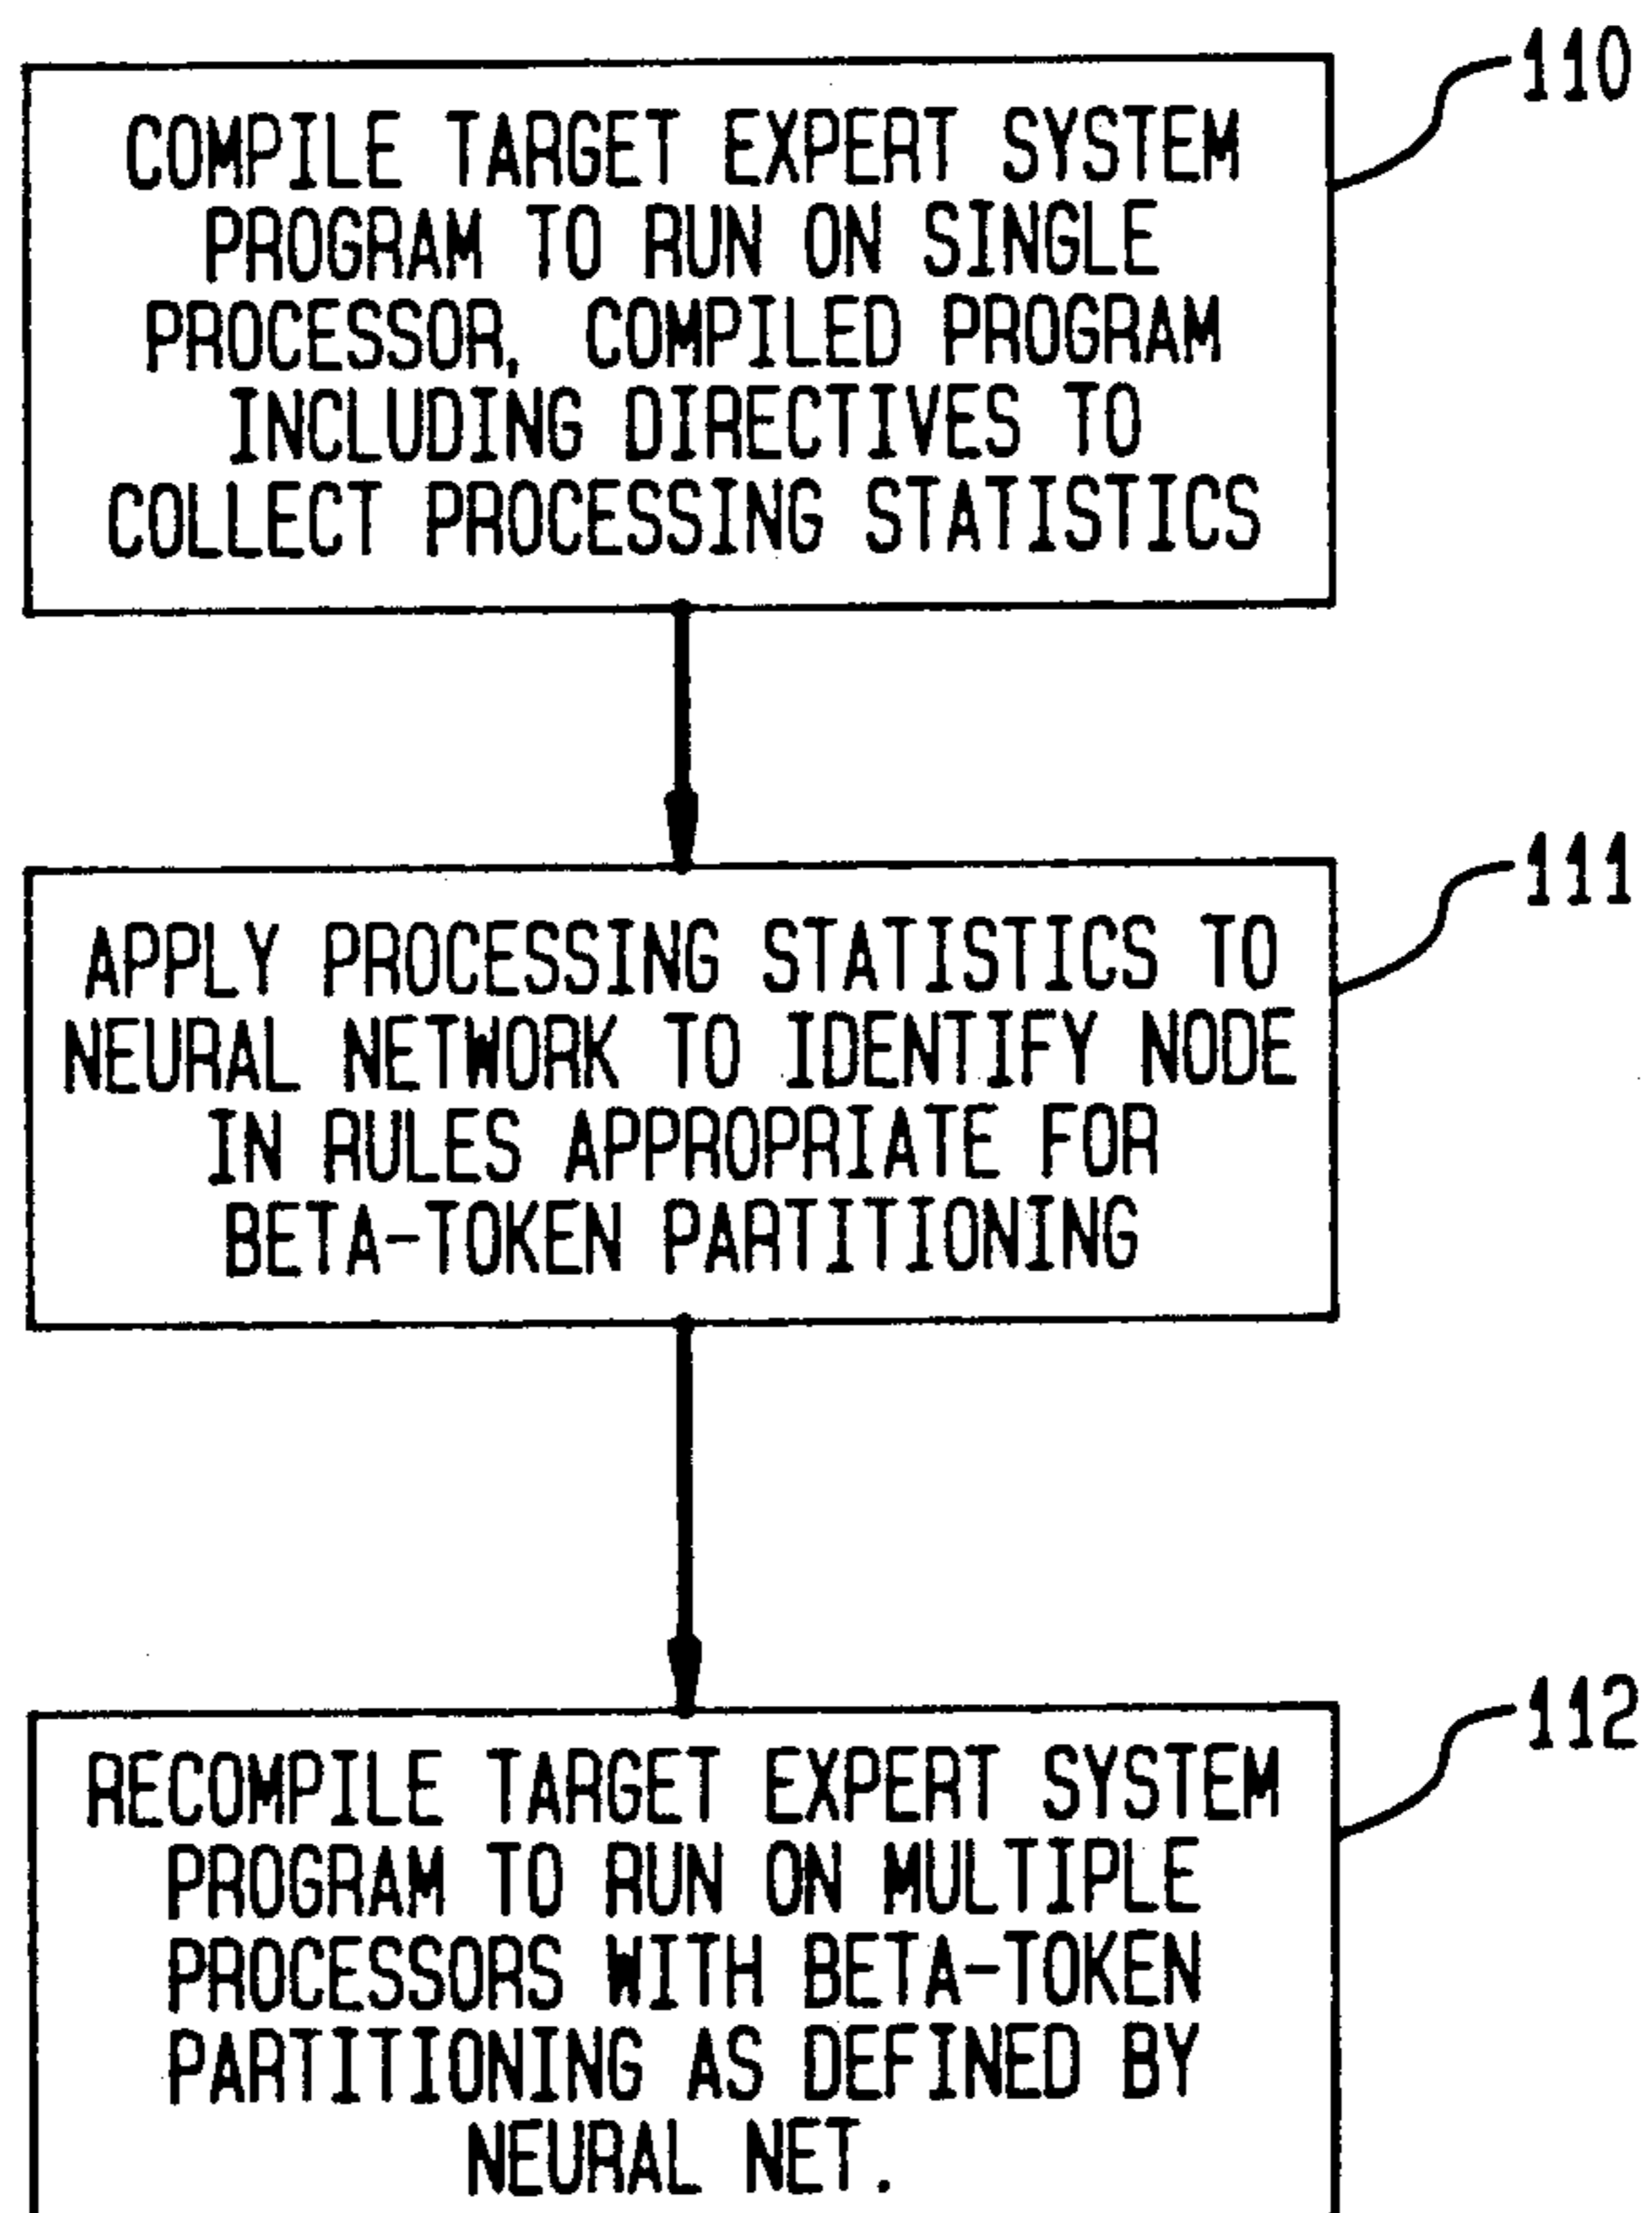 110
COMPILE TARGET EXPERT SYSTEM
PROGRAM TO RUN ON SINGLE
PROCESSOR, COMPILED PROGRAM
INCLUDING DIRECTIVES TO
COLLECT PROCESSING STATISTICS
111
APPLY PROCESSING STATISTICS TO
NEURAL NETWORK TO IDENTIFY NODE
IN RULES APPROPRIATE FOR
BETA-TOKEN PARTITIONING
112
RECOMPILE TARGET EXPERT SYSTEM
PROGRAM TO RUN ON MULTIPLE
PROCESSORS WITH BETA-TOKEN
PARTITIONING AS DEFINED BY
NEURAL NET.